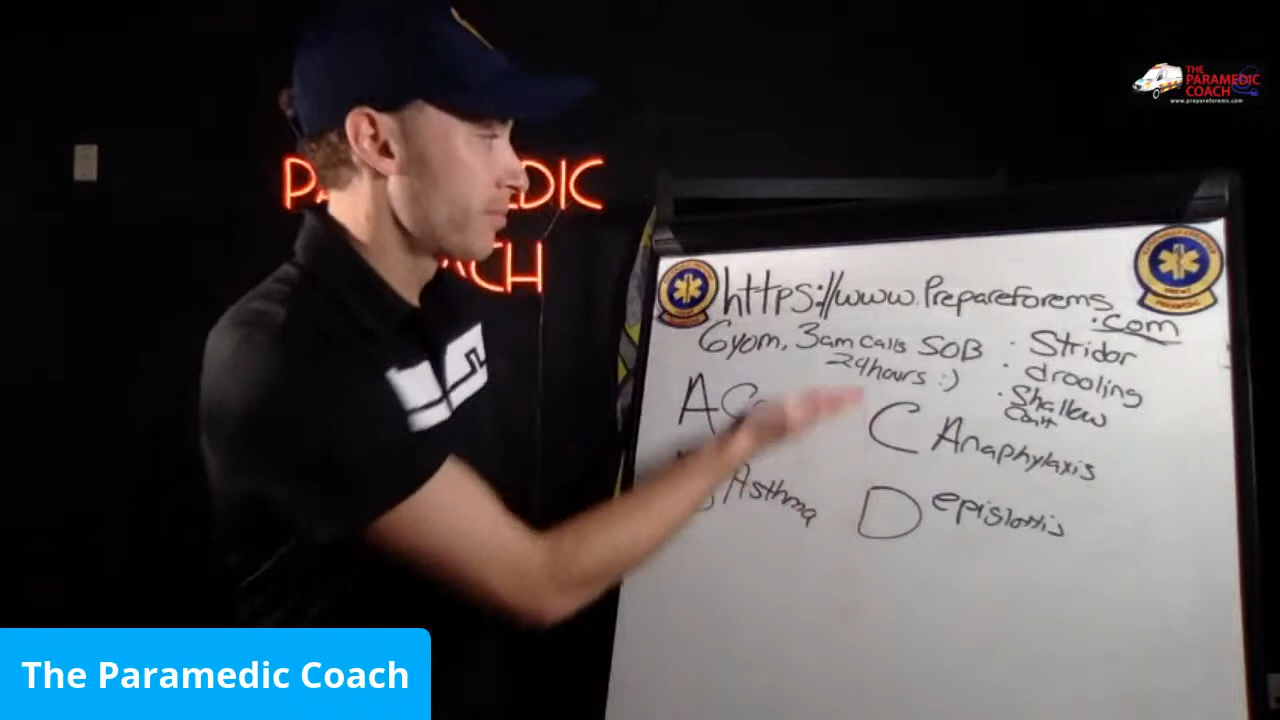 THE
PARAMEDIC
COACH
www.prepareforems.com
PARAMEDIC
COACH
https://www.Prepareforems
.com
6yom, 3am calls SOB
24hours :)
· Stridor
· drooling
· Shallow
A
C Anaphylaxis
Asthma
D epislottis
The Paramedic Coach